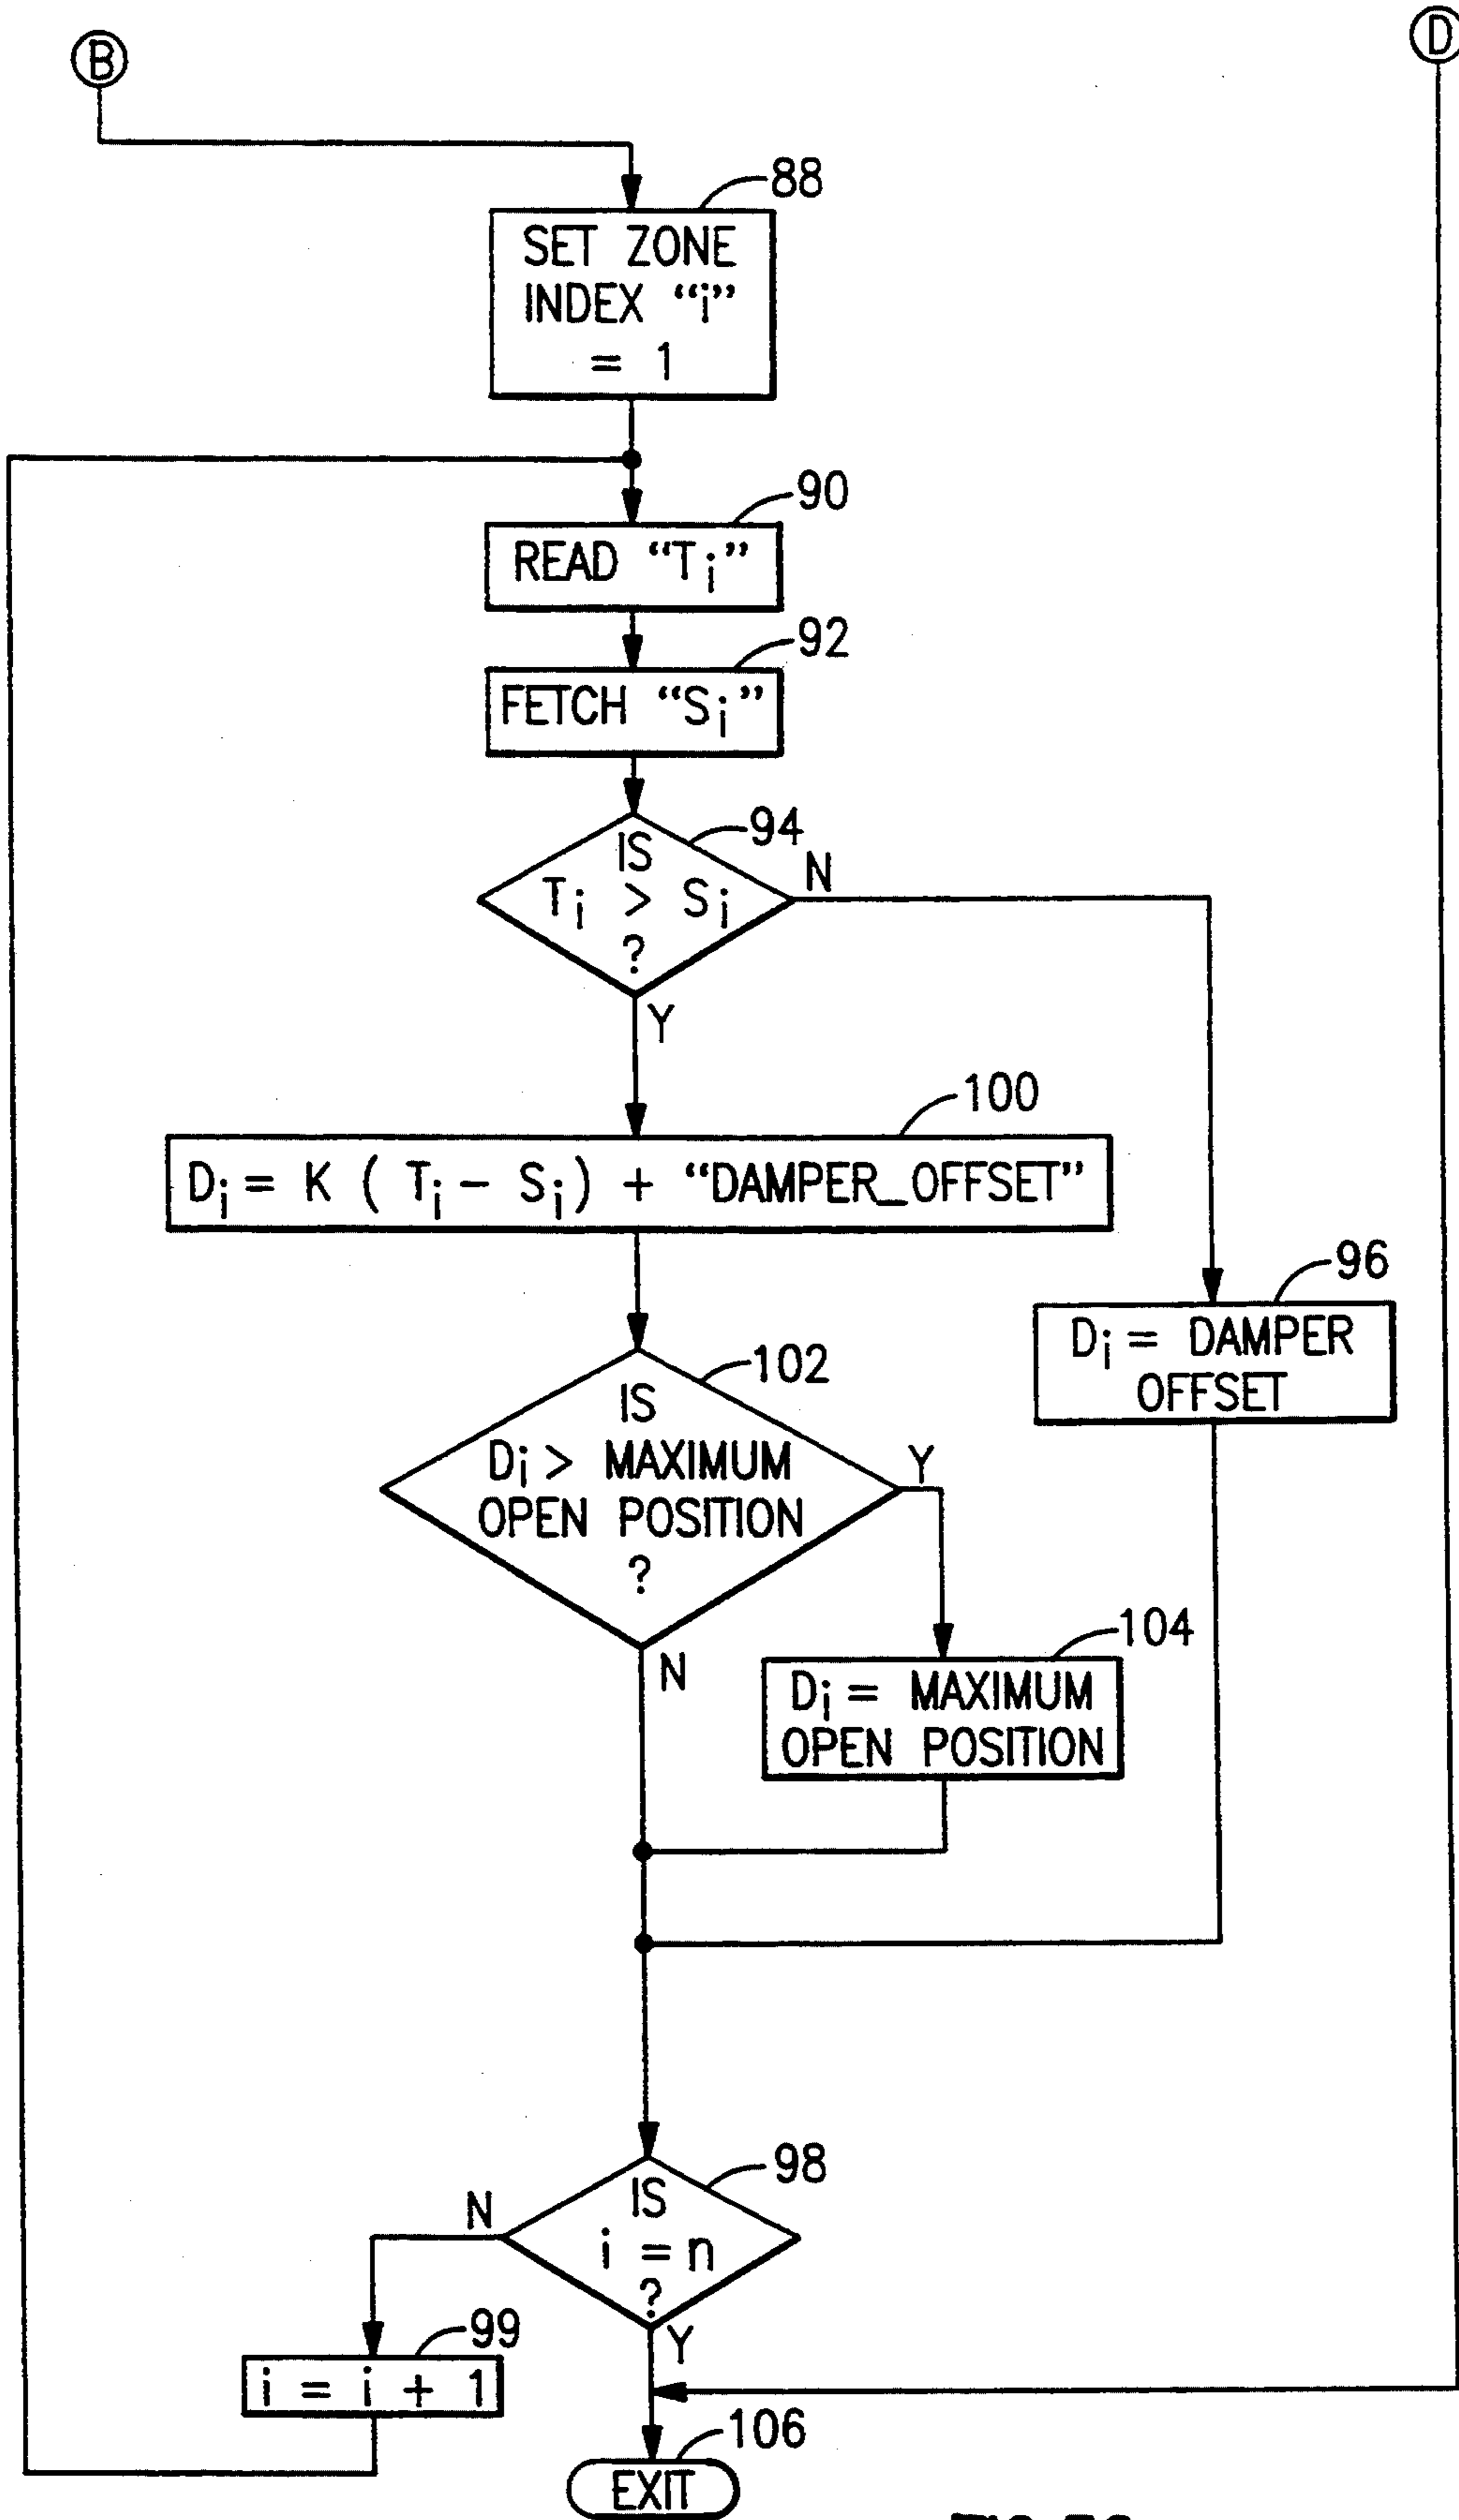 B
D
88
SET ZONE
INDEX “i”
= 1
90
READ “Ti”
92
FETCH “Si”
94
IS
Ti > Si
?
N
Y
100
Di = K ( Ti − Si ) + “DAMPER_OFFSET”
96
Di = DAMPER
OFFSET
102
IS
Di > MAXIMUM
OPEN POSITION
?
Y
N
104
Di = MAXIMUM
OPEN POSITION
98
IS
i = n
?
N
Y
99
i = i + 1
106
EXIT